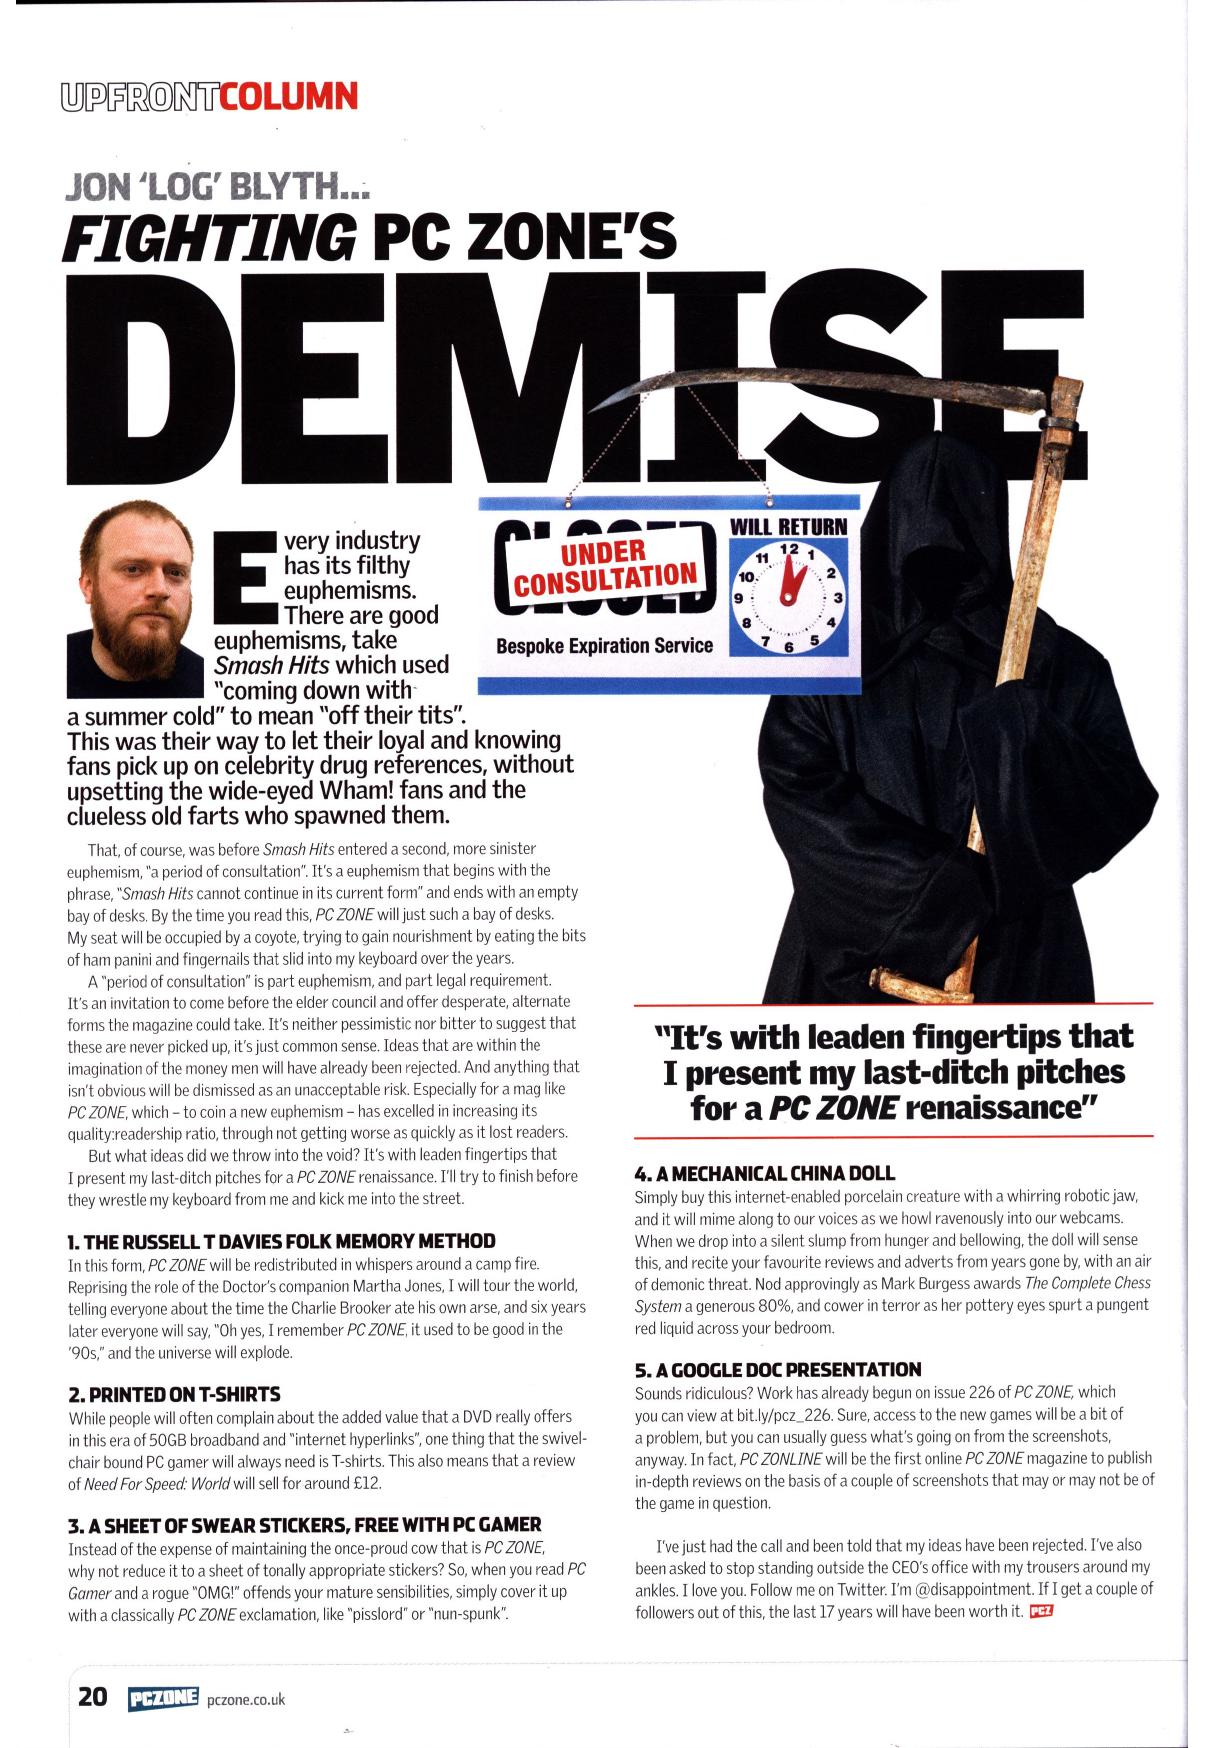 UPFRONTCOLUMN
JON ‘LOG’ BLYTH...
FIGHTING PC ZONE’S
DEMISE
CLOSED
UNDER
CONSULTATION
Bespoke Expiration Service
WILL RETURN
12 1 2 3 4 5 6 7 8 9 10 11
Every industry
has its filthy
euphemisms.
There are good
euphemisms, take
Smash Hits which used
“coming down with
a summer cold” to mean “off their tits”.
This was their way to let their loyal and knowing
fans pick up on celebrity drug references, without
upsetting the wide-eyed Wham! fans and the
clueless old farts who spawned them.
That, of course, was before Smash Hits entered a second, more sinister
euphemism, “a period of consultation”. It’s a euphemism that begins with the
phrase, “Smash Hits cannot continue in its current form” and ends with an empty
bay of desks. By the time you read this, PC ZONE will just such a bay of desks.
My seat will be occupied by a coyote, trying to gain nourishment by eating the bits
of ham panini and fingernails that slid into my keyboard over the years.
A “period of consultation” is part euphemism, and part legal requirement.
It’s an invitation to come before the elder council and offer desperate, alternate
forms the magazine could take. It’s neither pessimistic nor bitter to suggest that
these are never picked up, it’s just common sense. Ideas that are within the
imagination of the money men will have already been rejected. And anything that
isn’t obvious will be dismissed as an unacceptable risk. Especially for a mag like
PC ZONE, which – to coin a new euphemism – has excelled in increasing its
quality:readership ratio, through not getting worse as quickly as it lost readers.
But what ideas did we throw into the void? It’s with leaden fingertips that
I present my last-ditch pitches for a PC ZONE renaissance. I’ll try to finish before
they wrestle my keyboard from me and kick me into the street.
1. THE RUSSELL T DAVIES FOLK MEMORY METHOD
In this form, PC ZONE will be redistributed in whispers around a camp fire.
Reprising the role of the Doctor’s companion Martha Jones, I will tour the world,
telling everyone about the time the Charlie Brooker ate his own arse, and six years
later everyone will say, “Oh yes, I remember PC ZONE, it used to be good in the
’90s,” and the universe will explode.
2. PRINTED ON T-SHIRTS
While people will often complain about the added value that a DVD really offers
in this era of 50GB broadband and “internet hyperlinks”, one thing that the swivel-
chair bound PC gamer will always need is T-shirts. This also means that a review
of Need For Speed: World will sell for around £12.
3. A SHEET OF SWEAR STICKERS, FREE WITH PC GAMER
Instead of the expense of maintaining the once-proud cow that is PC ZONE,
why not reduce it to a sheet of tonally appropriate stickers? So, when you read PC
Gamer and a rogue “OMG!” offends your mature sensibilities, simply cover it up
with a classically PC ZONE exclamation, like “pisslord” or “nun-spunk”.
“It’s with leaden fingertips that
I present my last-ditch pitches
for a PC ZONE renaissance”
4. A MECHANICAL CHINA DOLL
Simply buy this internet-enabled porcelain creature with a whirring robotic jaw,
and it will mime along to our voices as we howl ravenously into our webcams.
When we drop into a silent slump from hunger and bellowing, the doll will sense
this, and recite your favourite reviews and adverts from years gone by, with an air
of demonic threat. Nod approvingly as Mark Burgess awards The Complete Chess
System a generous 80%, and cower in terror as her pottery eyes spurt a pungent
red liquid across your bedroom.
5. A GOOGLE DOC PRESENTATION
Sounds ridiculous? Work has already begun on issue 226 of PC ZONE, which
you can view at bit.ly/pcz_226. Sure, access to the new games will be a bit of
a problem, but you can usually guess what’s going on from the screenshots,
anyway. In fact, PC ZONLINE will be the first online PC ZONE magazine to publish
in-depth reviews on the basis of a couple of screenshots that may or may not be of
the game in question.
I’ve just had the call and been told that my ideas have been rejected. I’ve also
been asked to stop standing outside the CEO’s office with my trousers around my
ankles. I love you. Follow me on Twitter. I’m @disappointment. If I get a couple of
followers out of this, the last 17 years will have been worth it. PCZ
20 PCZONE pczone.co.uk